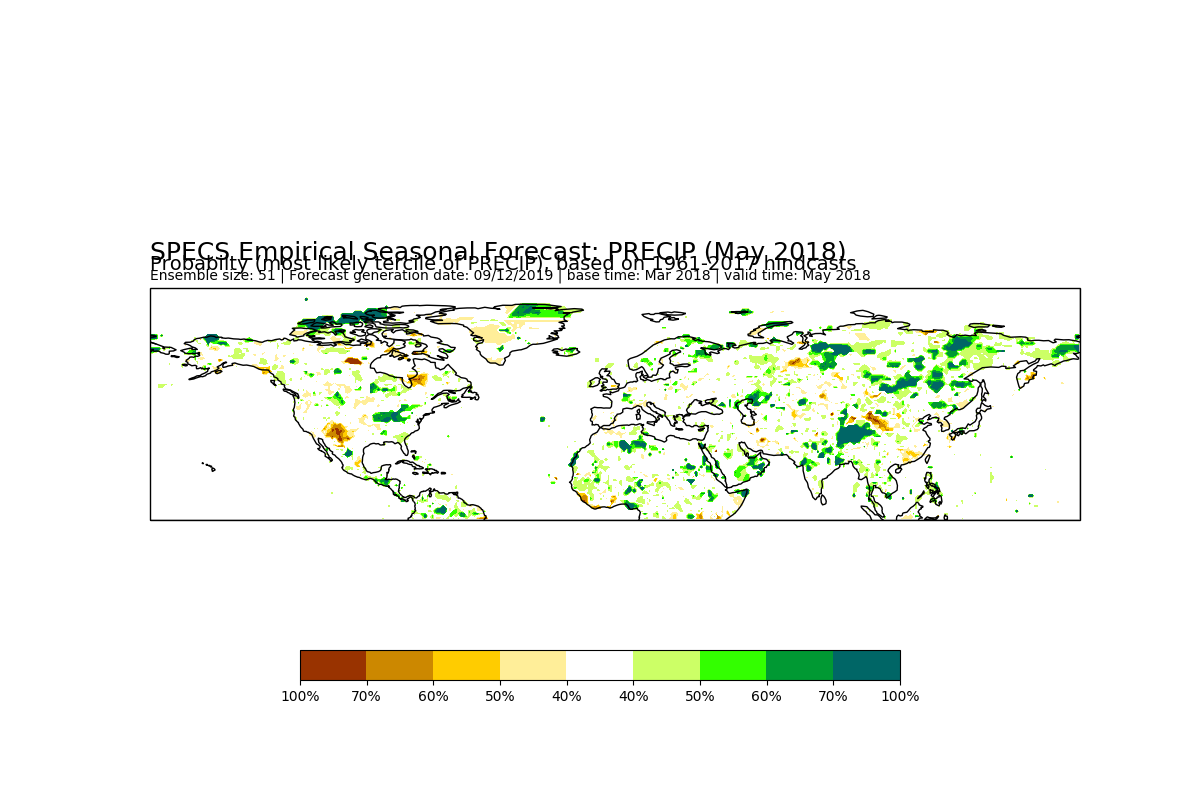 SPECS Empirical Seasonal Forecast: PRECIP (May 2018)
Probabilty (most likely tercile of PRECIP), based on 1961-2017 hindcasts
Ensemble size: 51 | Forecast generation date: 09/12/2019 | base time: Mar 2018 | valid time: May 2018
100% 70% 60% 50% 40% 40% 50% 60% 70% 100%